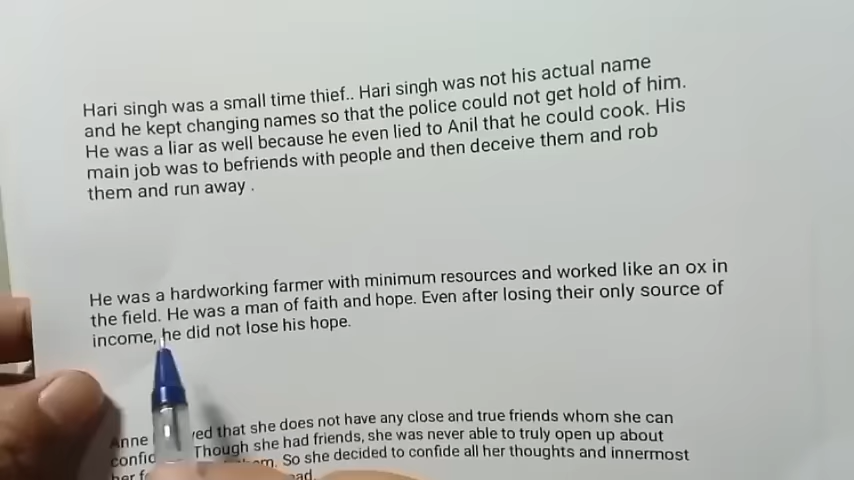 Hari singh was a small time thief.. Hari singh was not his actual name
and he kept changing names so that the police could not get hold of him.
He was a liar as well because he even lied to Anil that he could cook. His
main job was to befriends with people and then deceive them and rob
them and run away .
He was a hardworking farmer with minimum resources and worked like an ox in
the field. He was a man of faith and hope. Even after losing their only source of
income, he did not lose his hope.
Anne that she does not have any close and true friends whom she can
Though she had friends, she was never able to truly open up about
So she decided to confide all her thoughts and innermost